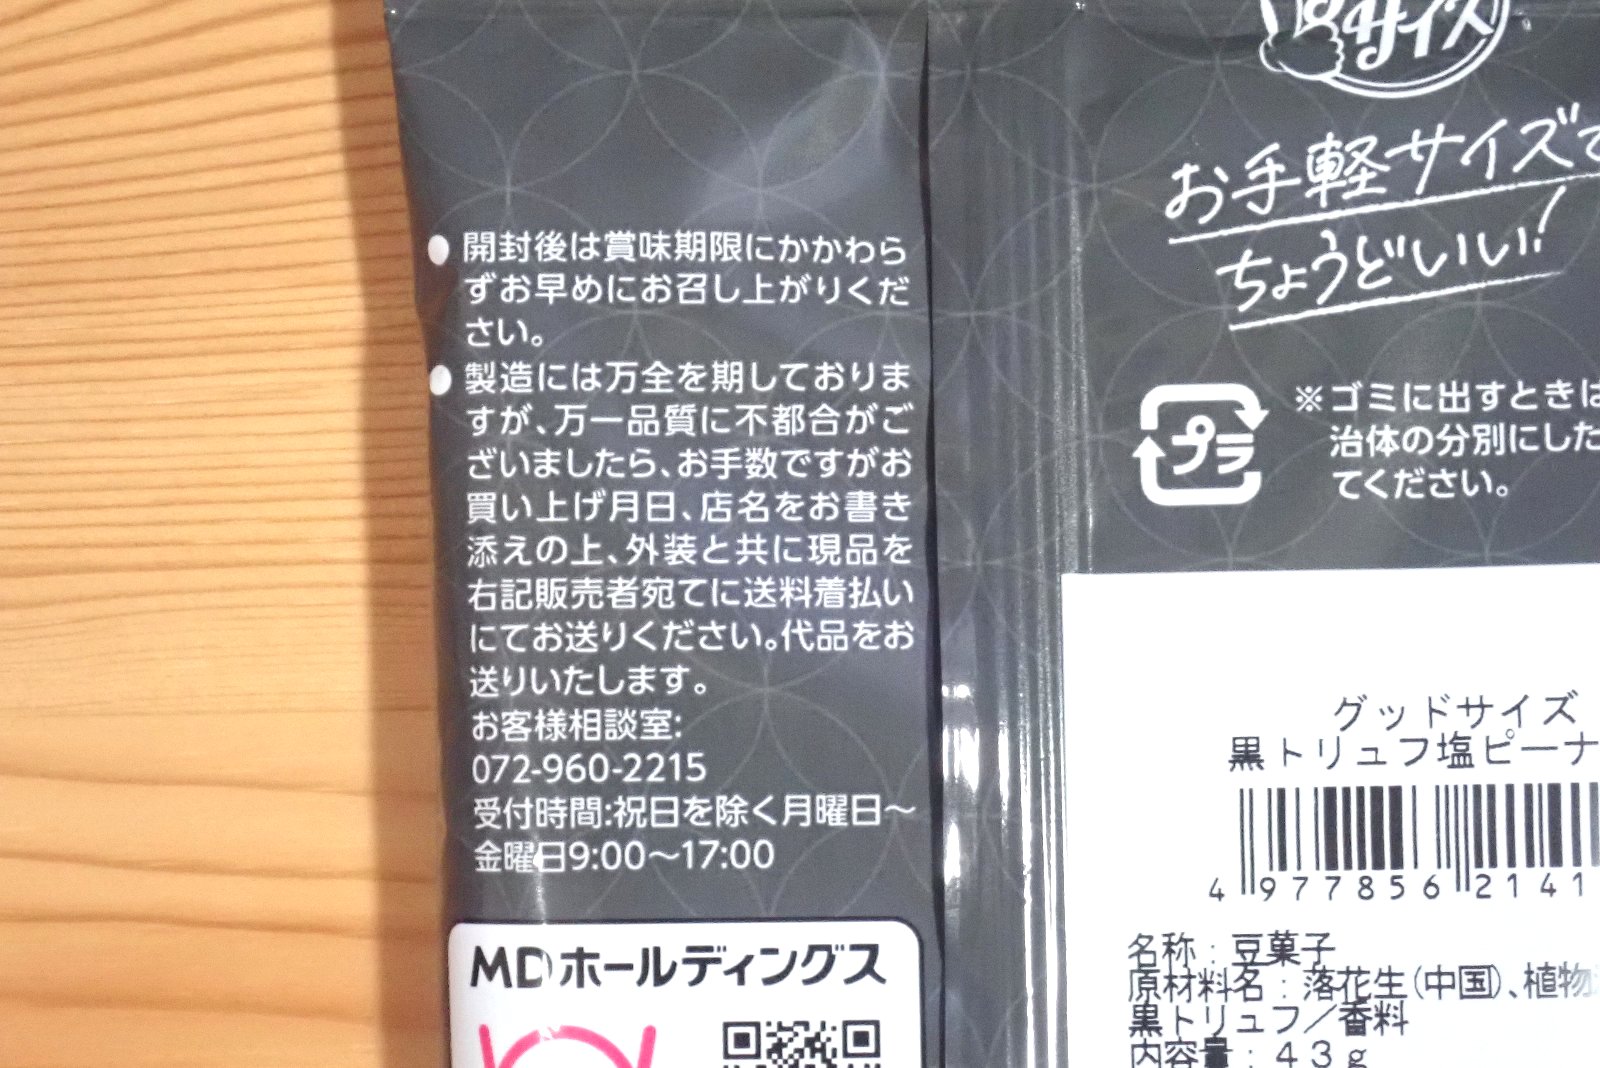 ●開封後は賞味期限にかかわら
ずお早めにお召し上がりくだ
さい。
●製造には万全を期しておりま
すが、万一品質に不都合がご
ざいましたら、お手数ですがお
買い上げ月日、店名をお書き
添えの上、外装と共に現品を
右記販売者宛てに送料着払い
にてお送りください。代品をお
送りいたします。
お客様相談室:
072-960-2215
受付時間:祝日を除く月曜日〜
金曜日9:00〜17:00
MDホールディングス
サイズ
お手軽サイズで
ちょうどいい!
プラ
※ゴミに出すときは
治体の分別にした
てください。
グッドサイズ
黒トリュフ塩ピーナ
4 977856 2141
名称:豆菓子
原材料名:落花生(中国)、植物
黒トリュフ/香料
内容量:43g